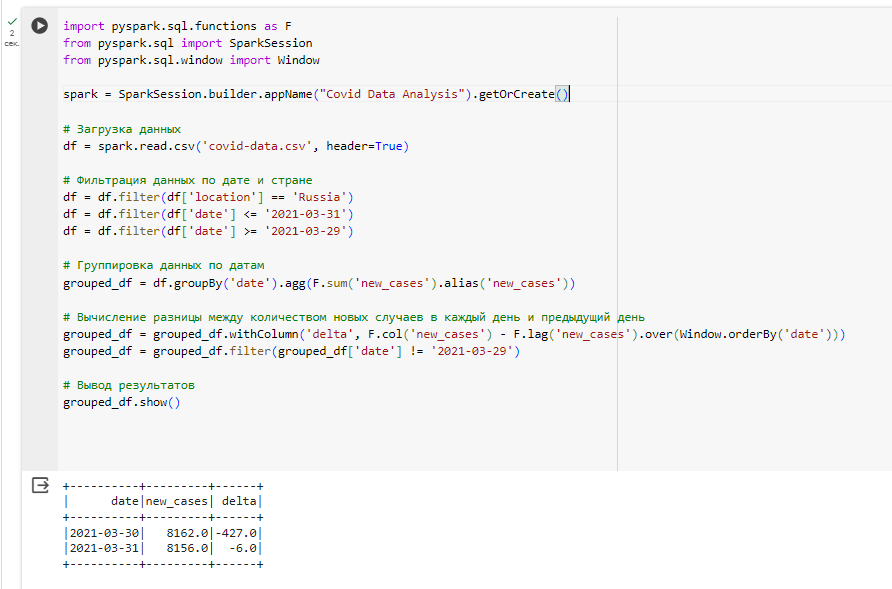 2
сек.
import pyspark.sql.functions as F
from pyspark.sql import SparkSession
from pyspark.sql.window import Window
spark = SparkSession.builder.appName("Covid Data Analysis").getOrCreate()
# Загрузка данных
df = spark.read.csv('covid-data.csv', header=True)
# Фильтрация данных по дате и стране
df = df.filter(df['location'] == 'Russia')
df = df.filter(df['date'] <= '2021-03-31')
df = df.filter(df['date'] >= '2021-03-29')
# Группировка данных по датам
grouped_df = df.groupBy('date').agg(F.sum('new_cases').alias('new_cases'))
# Вычисление разницы между количеством новых случаев в каждый день и предыдущий день
grouped_df = grouped_df.withColumn('delta', F.col('new_cases') - F.lag('new_cases').over(Window.orderBy('date')))
grouped_df = grouped_df.filter(grouped_df['date'] != '2021-03-29')
# Вывод результатов
grouped_df.show()
+----------+---------+------+
|      date|new_cases| delta|
+----------+---------+------+
|2021-03-30|   8162.0|-427.0|
|2021-03-31|   8156.0|  -6.0|
+----------+---------+------+